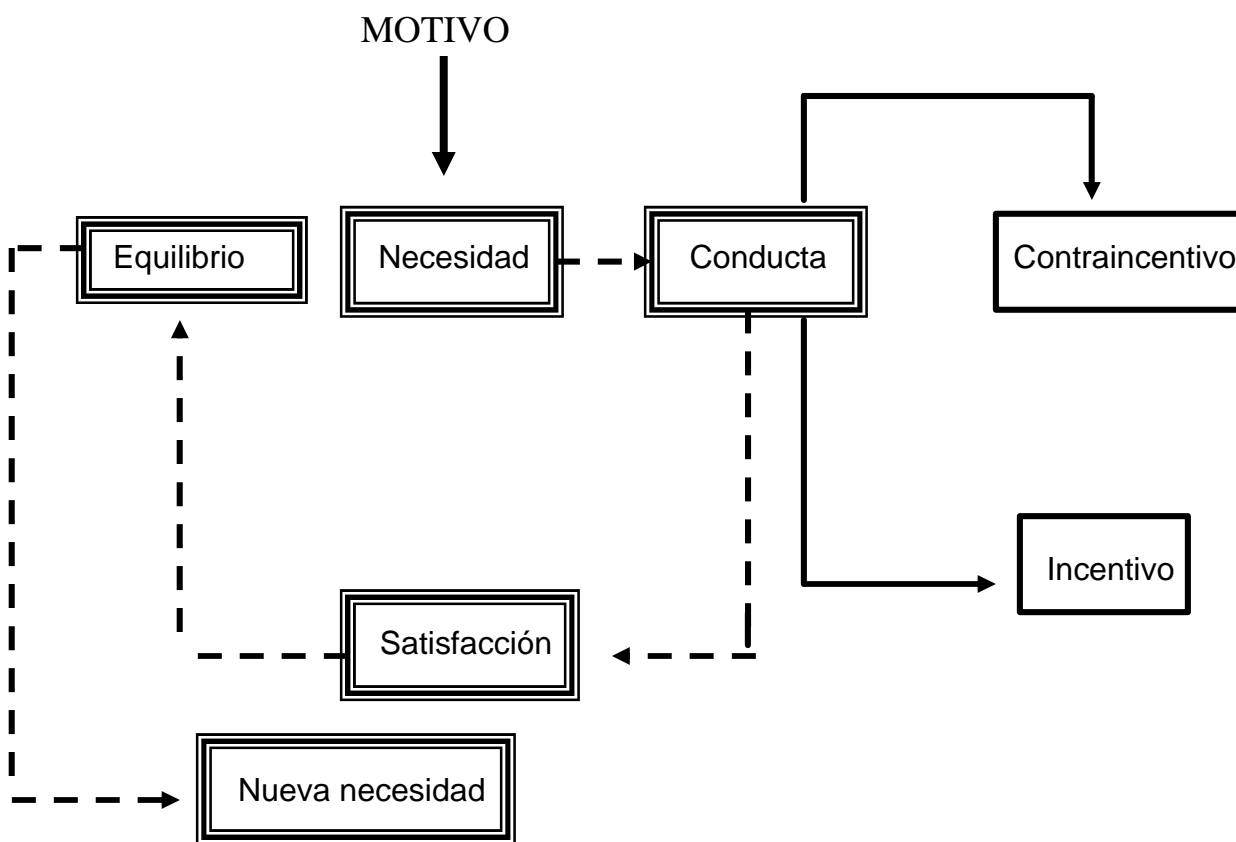 MOTIVO
Equilibrio
Necesidad
Conducta
Contraincentivo
Incentivo
Satisfacción
Nueva necesidad